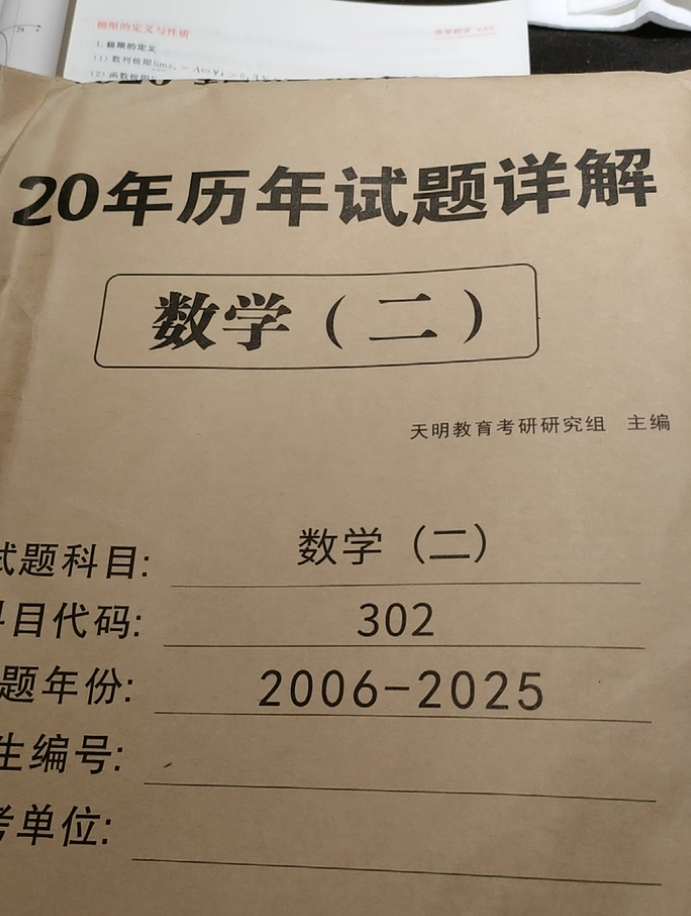 极限的定义与性质
1. 极限的定义
(1) 数列极限
(2) 函数极限
20年历年试题详解
数学（二）
天明教育考研研究组 主编
试题科目: 数学（二）
科目代码: 302
题年份: 2006-2025
生编号:
考单位: